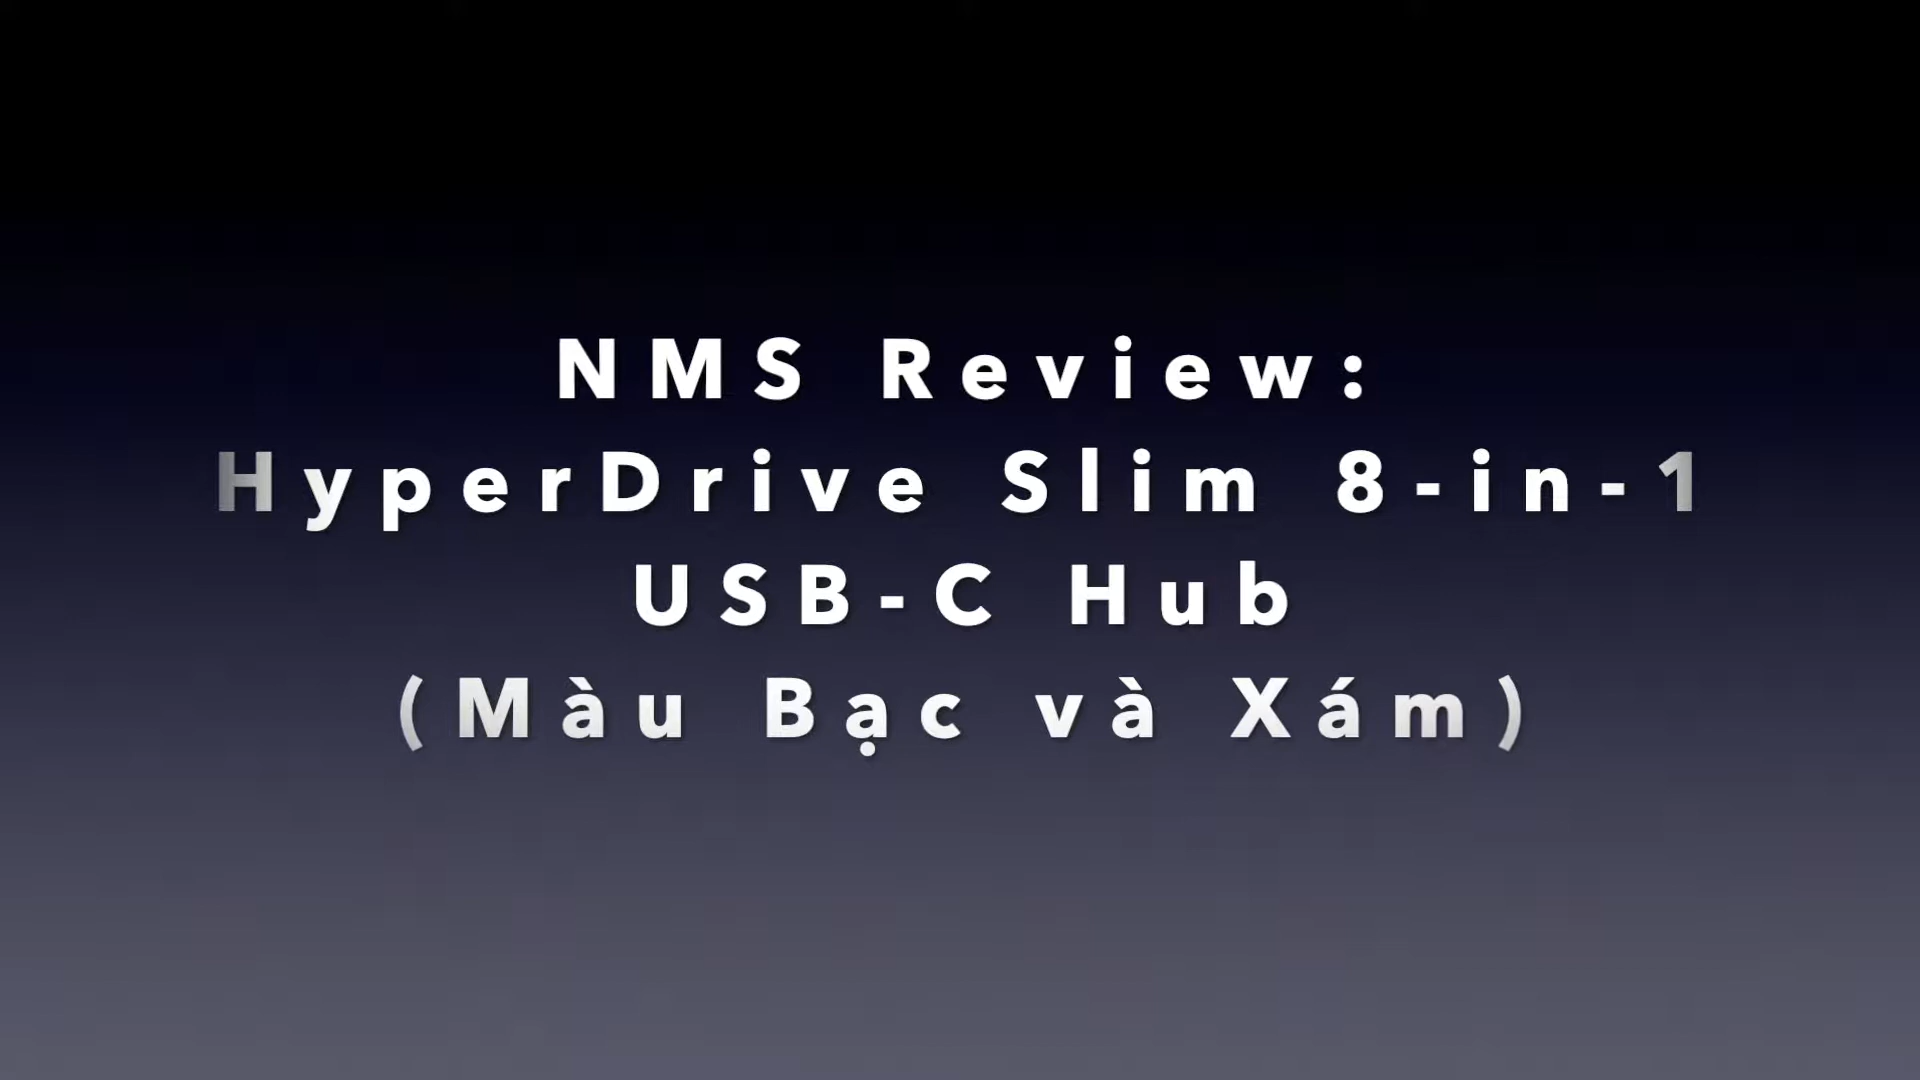 NMS Review:
HyperDrive Slim 8-in-1
USB-C Hub
(Màu Bạc và Xám)